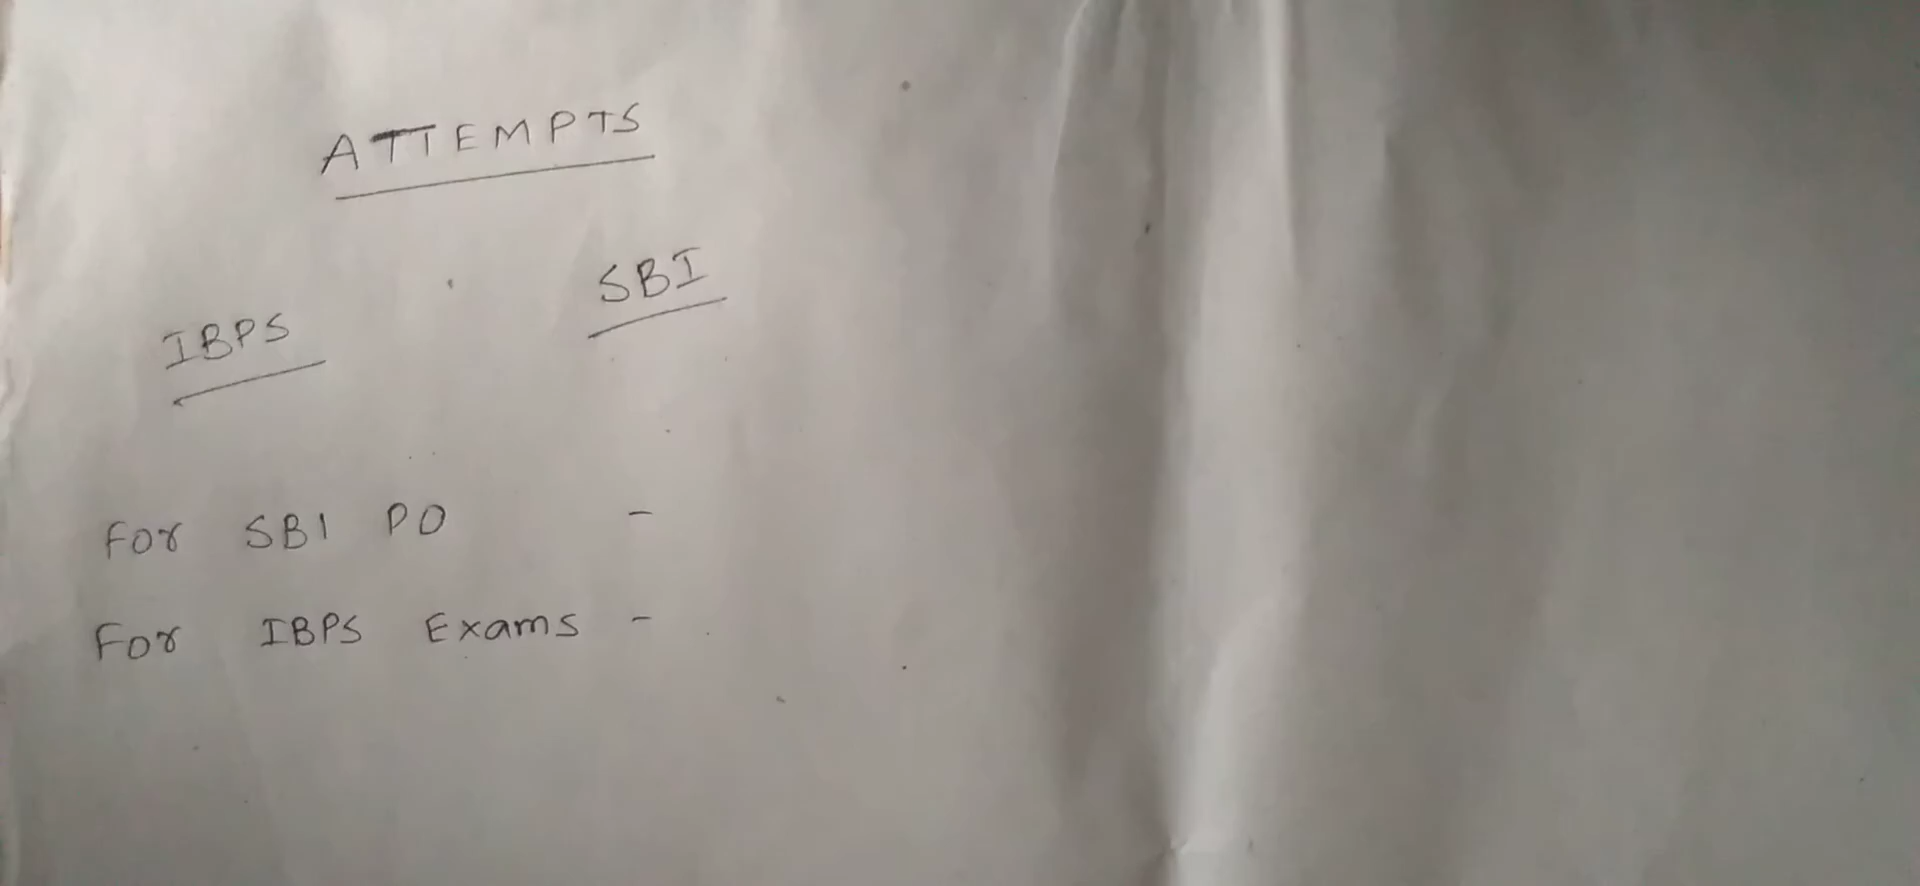 ATTEMPTS
IBPS SBI
For SBI PO -
For IBPS Exams -